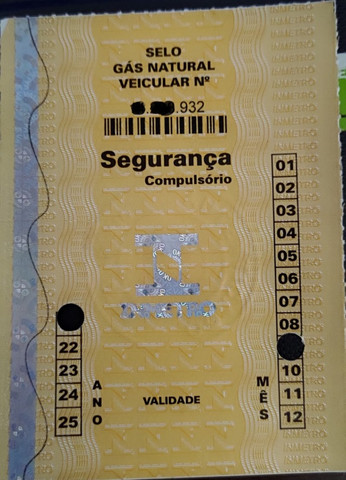 SELO
GÁS NATURAL
VEICULAR Nº
.932
Segurança
Compulsório
01
02
03
04
05
06
07
08
10
11
12
INMETRO
22
23
24
25
ANO
VALIDADE
MÊS